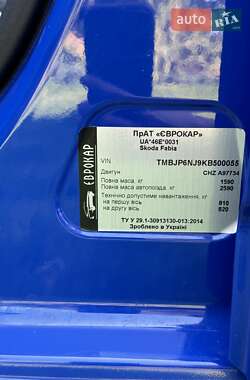 AUTO RIA
ЄВРОКАР
ПрАТ «ЄВРОКАР»
UA*46E*0031
Skoda Fabia
VIN TMBJP6NJ9KB500055
Двигун CHZ A97734
Повна маса, кг 1590
Повна маса автопоїзда, кг 2590
Технічно допустиме навантаження, кг
на першу вісь 810
на другу вісь 820
ТУ У 29.1-30913130-013:2014
Зроблено в Україні